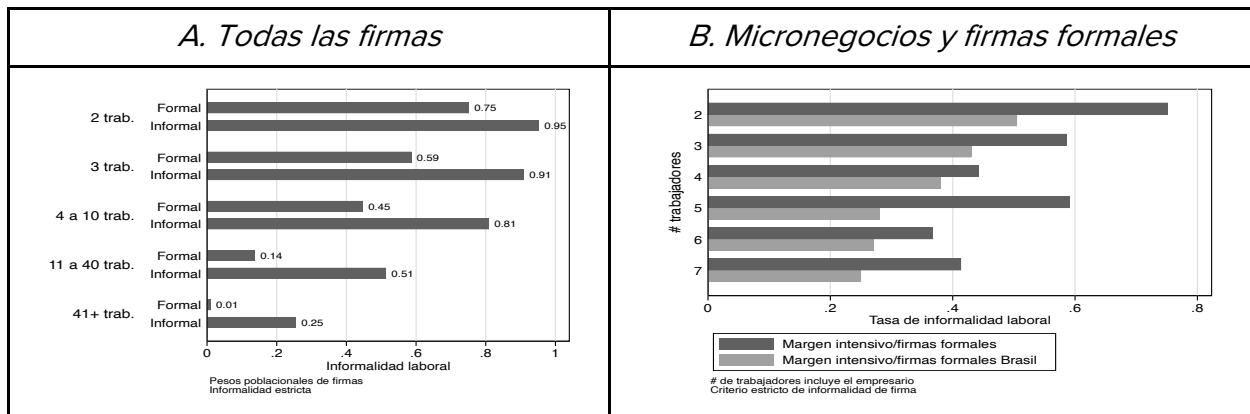 A. Todas las firmas
2 trab.
Formal 0.75
Informal 0.95
3 trab.
Formal 0.59
Informal 0.91
4 a 10 trab.
Formal 0.45
Informal 0.81
11 a 40 trab.
Formal 0.14
Informal 0.51
41+ trab.
Formal 0.01
Informal 0.25
0 .2 .4 .6 .8 1
Informalidad laboral
Pesos poblacionales de firmas
Informalidad estricta
B. Micronegocios y firmas formales
# trabajadores
2
3
4
5
6
7
0 .2 .4 .6 .8
Tasa de informalidad laboral
Margen intensivo/firmas formales
Margen intensivo/firmas formales Brasil
# de trabajadores incluye el empresario
Criterio estricto de informalidad de firma